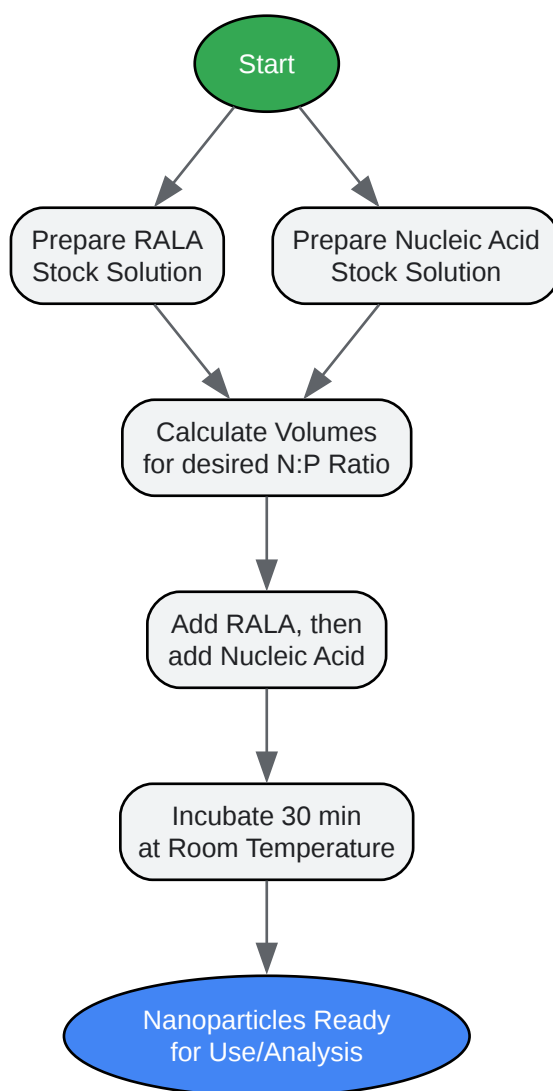 Start
Prepare RALA
Stock Solution
Prepare Nucleic Acid
Stock Solution
Calculate Volumes
for desired N:P Ratio
Add RALA, then
add Nucleic Acid
Incubate 30 min
at Room Temperature
Nanoparticles Ready
for Use/Analysis